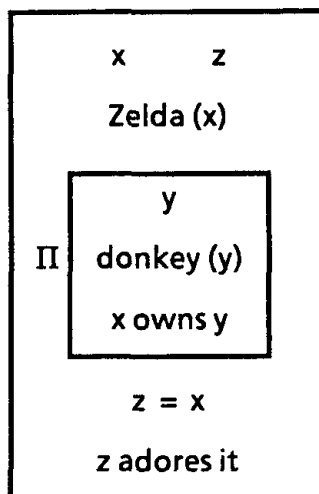 x z
Zelda (x)
y
Π donkey (y)
x owns y
z = x
z adores it